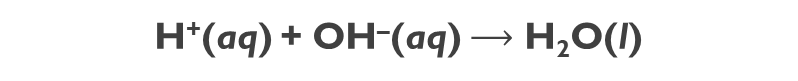 H⁺(aq) + OH⁻(aq) ⟶ H₂O(l)